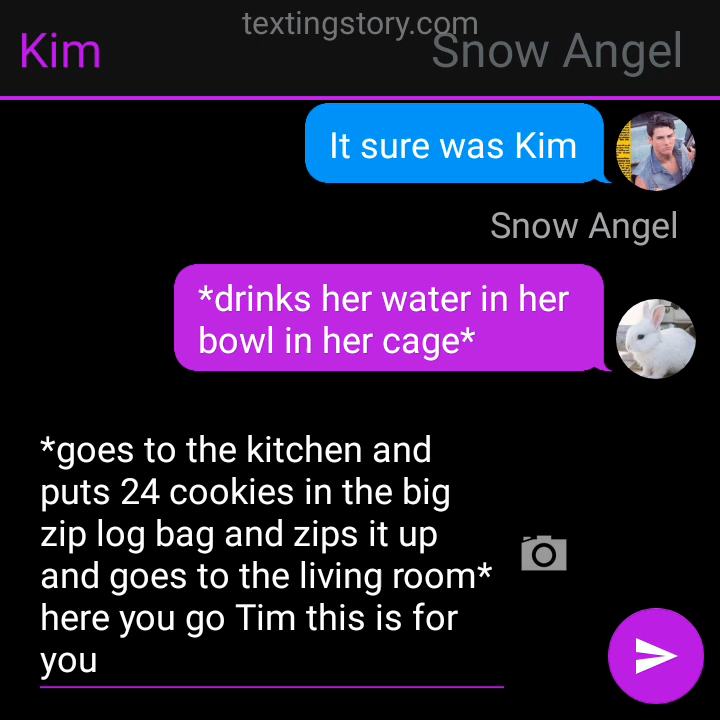 textingstory.com
Kim
Snow Angel
It sure was Kim
Snow Angel
*drinks her water in her
bowl in her cage*
*goes to the kitchen and
puts 24 cookies in the big
zip log bag and zips it up
and goes to the living room*
here you go Tim this is for
you